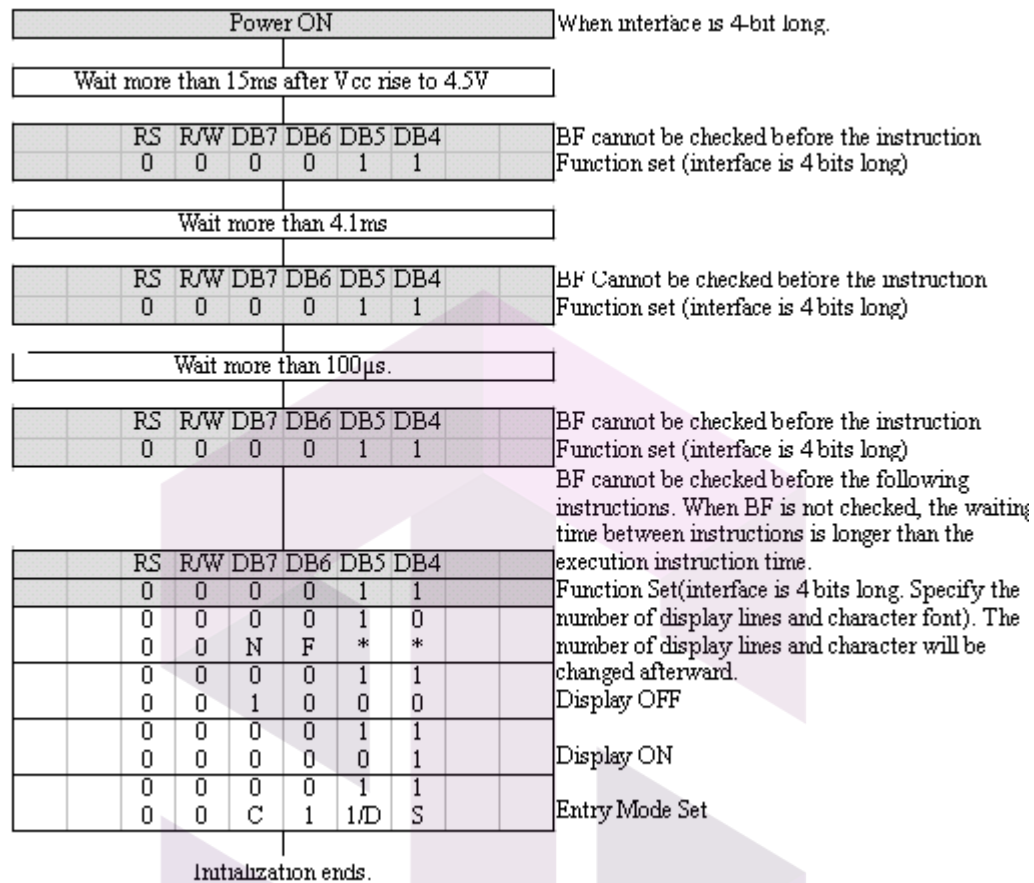 Power ON
When interface is 4-bit long.
Wait more than 15ms after Vcc rise to 4.5V
RS R/W DB7 DB6 DB5 DB4
BF cannot be checked before the instruction
0 0 0 0 1 1
Function set (interface is 4 bits long)
Wait more than 4.1ms
RS R/W DB7 DB6 DB5 DB4
BF Cannot be checked before the instruction
0 0 0 0 1 1
Function set (interface is 4 bits long)
Wait more than 100µs.
RS R/W DB7 DB6 DB5 DB4
BF cannot be checked before the instruction
0 0 0 0 1 1
Function set (interface is 4 bits long)
BF cannot be checked before the following
instructions. When BF is not checked, the waiting
time between instructions is longer than the
RS R/W DB7 DB6 DB5 DB4
execution instruction time.
0 0 0 0 1 1
Function Set(interface is 4 bits long. Specify the
0 0 0 0 1 0
number of display lines and character font). The
0 0 N F * *
number of display lines and character will be
0 0 0 0 1 1
changed afterward.
0 0 1 0 0 0
Display OFF
0 0 0 0 1 1
0 0 0 0 0 1
Display ON
0 0 0 0 1 1
0 0 C 1 1/D S
Entry Mode Set
Initialization ends.